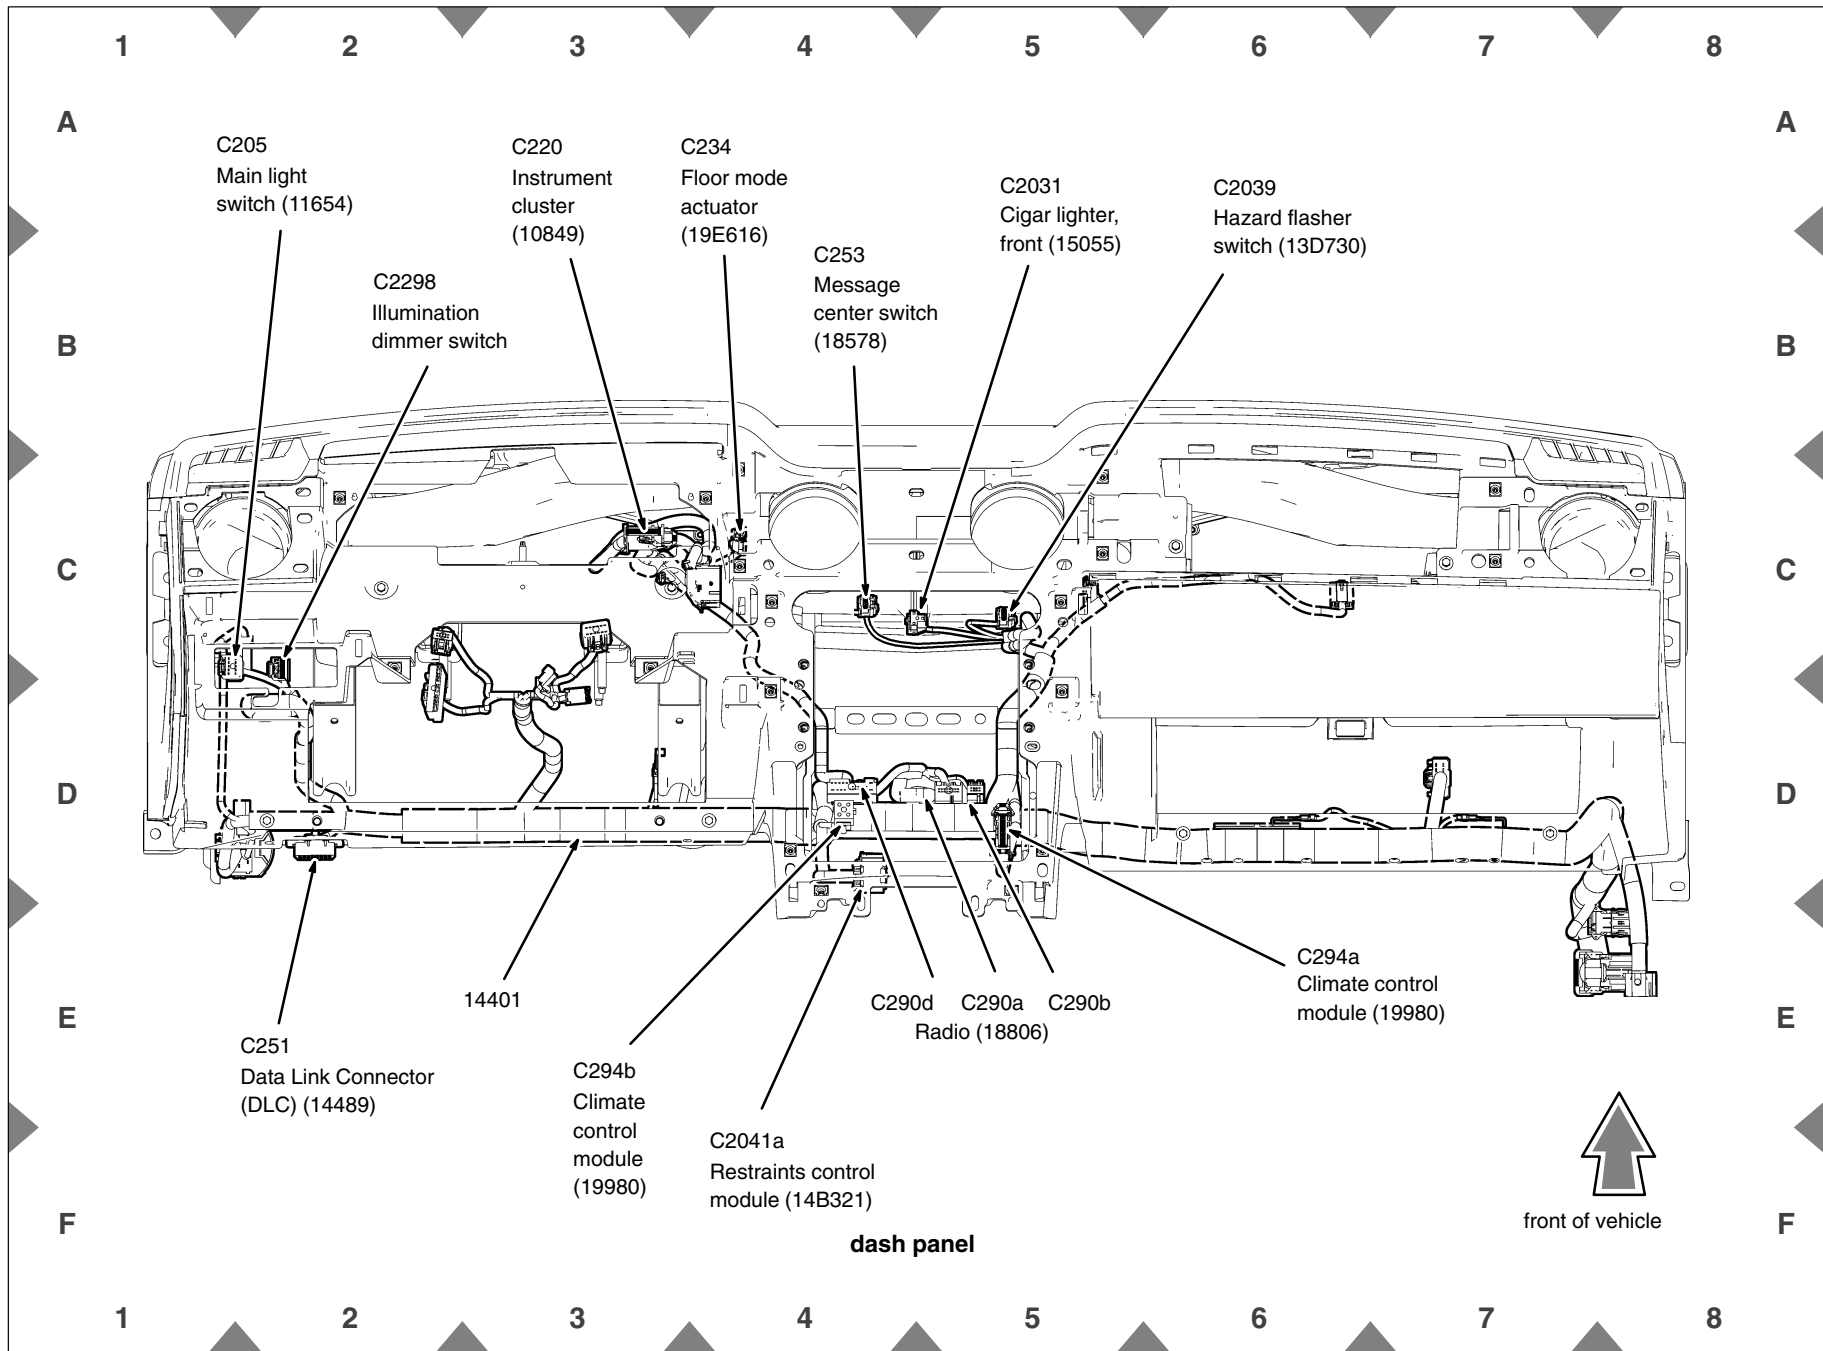 1 2 3 4 5 6 7 8
A A
C205
Main light
switch (11654)
C220
Instrument
cluster
(10849)
C234
Floor mode
actuator
(19E616)
C2031
Cigar lighter,
front (15055)
C2039
Hazard flasher
switch (13D730)
C253
Message
center switch
(18578)
C2298
Illumination
dimmer switch
B B
C C
D D
C294a
Climate control
module (19980)
14401
C290d C290a C290b
Radio (18806)
E E
C251
Data Link Connector
(DLC) (14489)
C294b
Climate
control
module
(19980)
C2041a
Restraints control
module (14B321)
front of vehicle
F F
dash panel
1 2 3 4 5 6 7 8